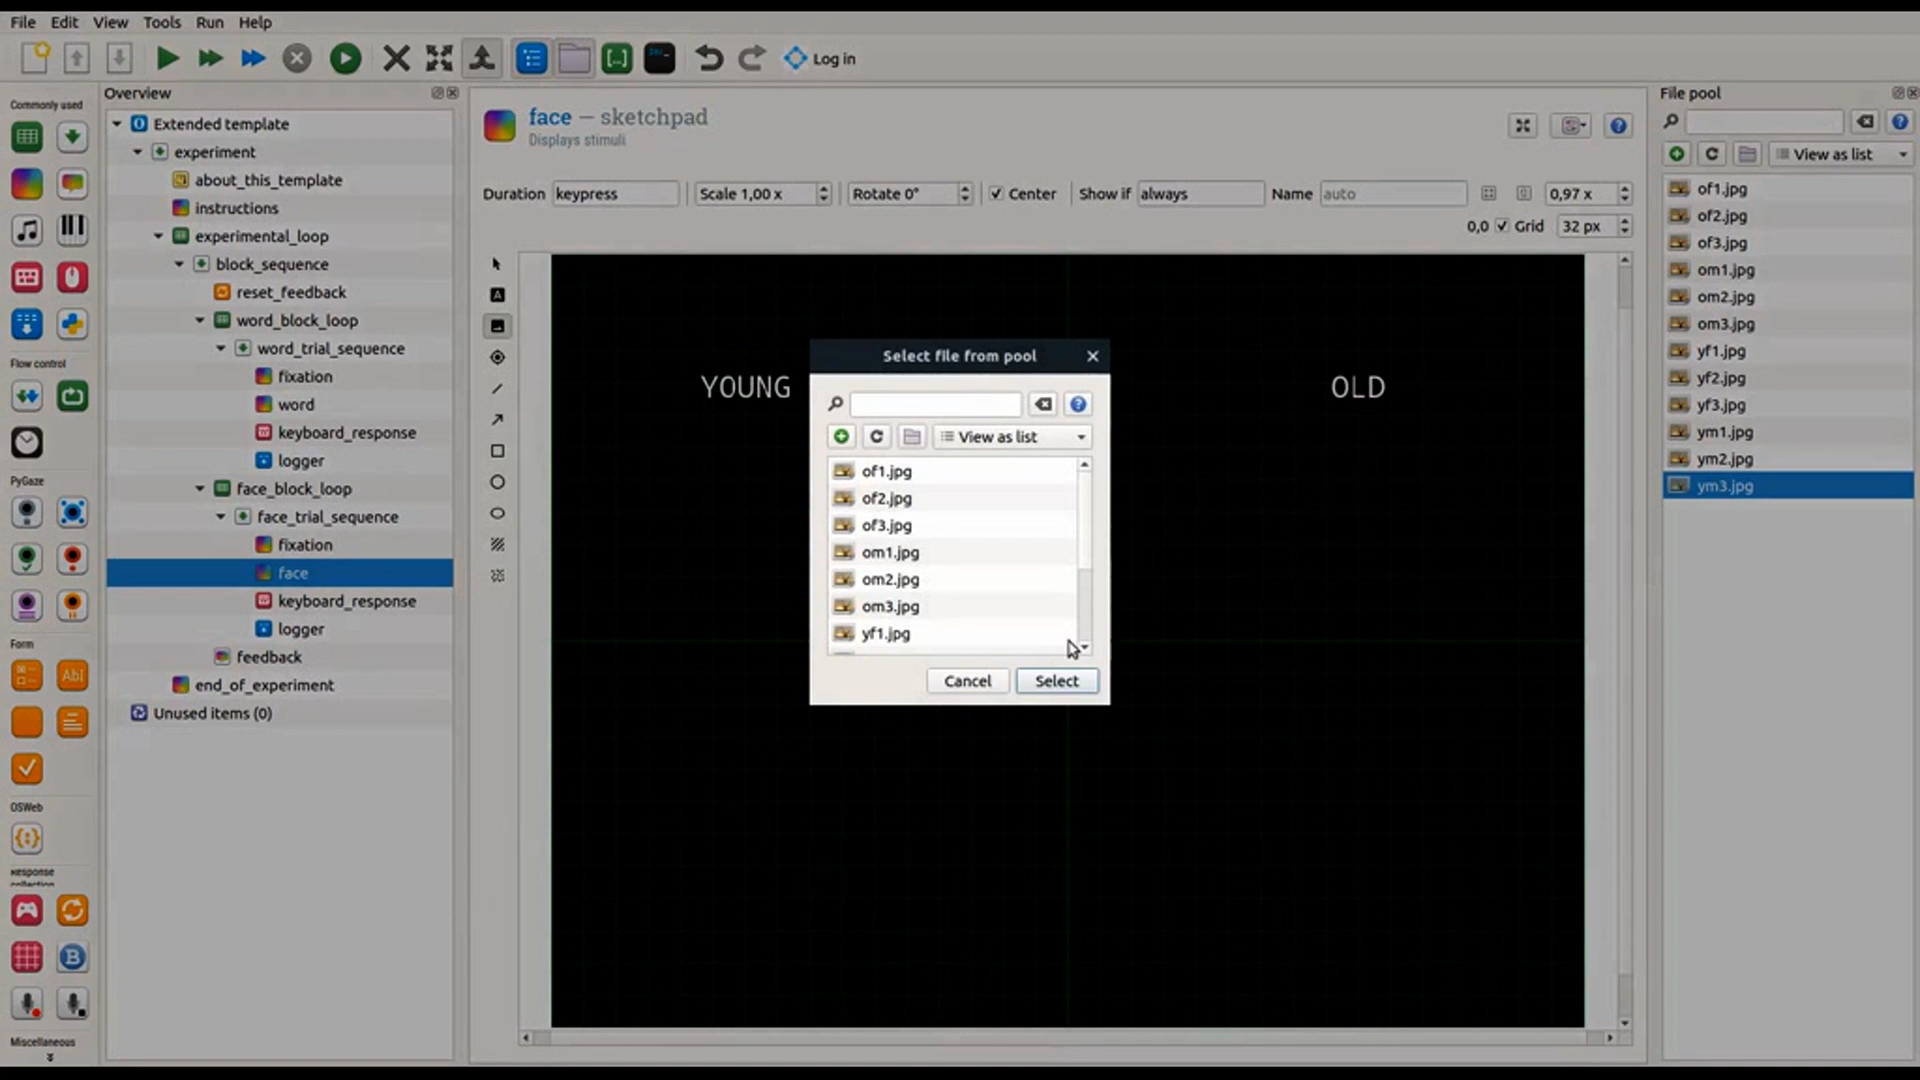 File Edit View Tools Run Help
Log in
Commonly used
Flow control
PyGaze
Form
Abi
OSWeb
Response
collection
B
Miscellaneous
Overview
Extended template
experiment
about_this_template
instructions
experimental_loop
block_sequence
reset_feedback
word_block_loop
word_trial_sequence
fixation
word
keyboard_response
logger
face_block_loop
face_trial_sequence
fixation
face
keyboard_response
logger
feedback
end_of_experiment
Unused items (0)
face — sketchpad
Displays stimuli
Duration keypress Scale 1,00 x Rotate 0° Center Show if always Name auto 0,97 x
0,0 Grid 32 px
A
YOUNG OLD
Select file from pool
View as list
of1.jpg
of2.jpg
of3.jpg
om1.jpg
om2.jpg
om3.jpg
yf1.jpg
Cancel Select
File pool
View as list
of1.jpg
of2.jpg
of3.jpg
om1.jpg
om2.jpg
om3.jpg
yf1.jpg
yf2.jpg
yf3.jpg
ym1.jpg
ym2.jpg
ym3.jpg